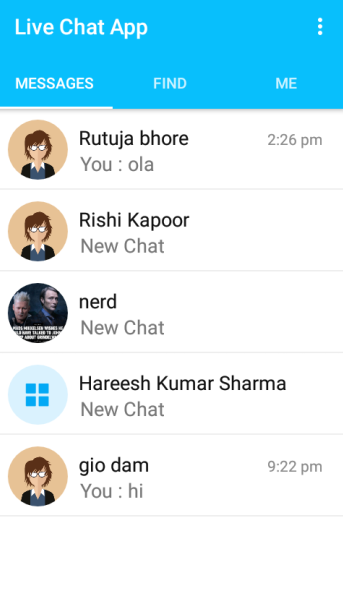 Live Chat App
MESSAGES FIND ME
Rutuja bhore 2:26 pm
You : ola
Rishi Kapoor
New Chat
nerd
New Chat
Hareesh Kumar Sharma
New Chat
gio dam 9:22 pm
You : hi